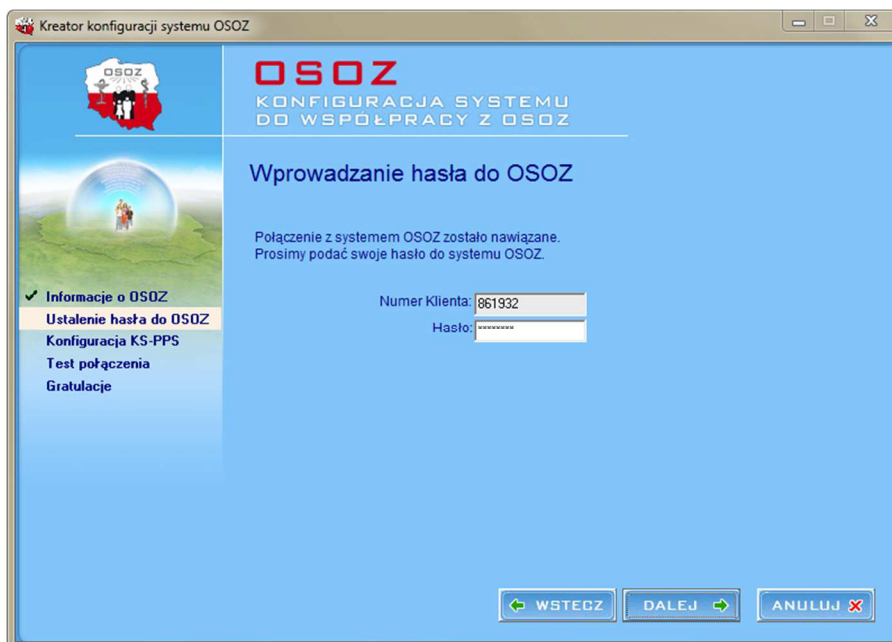 Kreator konfiguracji systemu OSOZ
OSOZ
OSOZ
KONFIGURACJA SYSTEMU
DO WSPÓŁPRACY Z OSOZ
Wprowadzanie hasła do OSOZ
Połączenie z systemem OSOZ zostało nawiązane.
Prosimy podać swoje hasło do systemu OSOZ.
Numer Klienta: 861932
Hasło: ********
Informacje o OSOZ
Ustalenie hasła do OSOZ
Konfiguracja KS-PPS
Test połączenia
Gratulacje
WSTECZ DALEJ ANULUJ